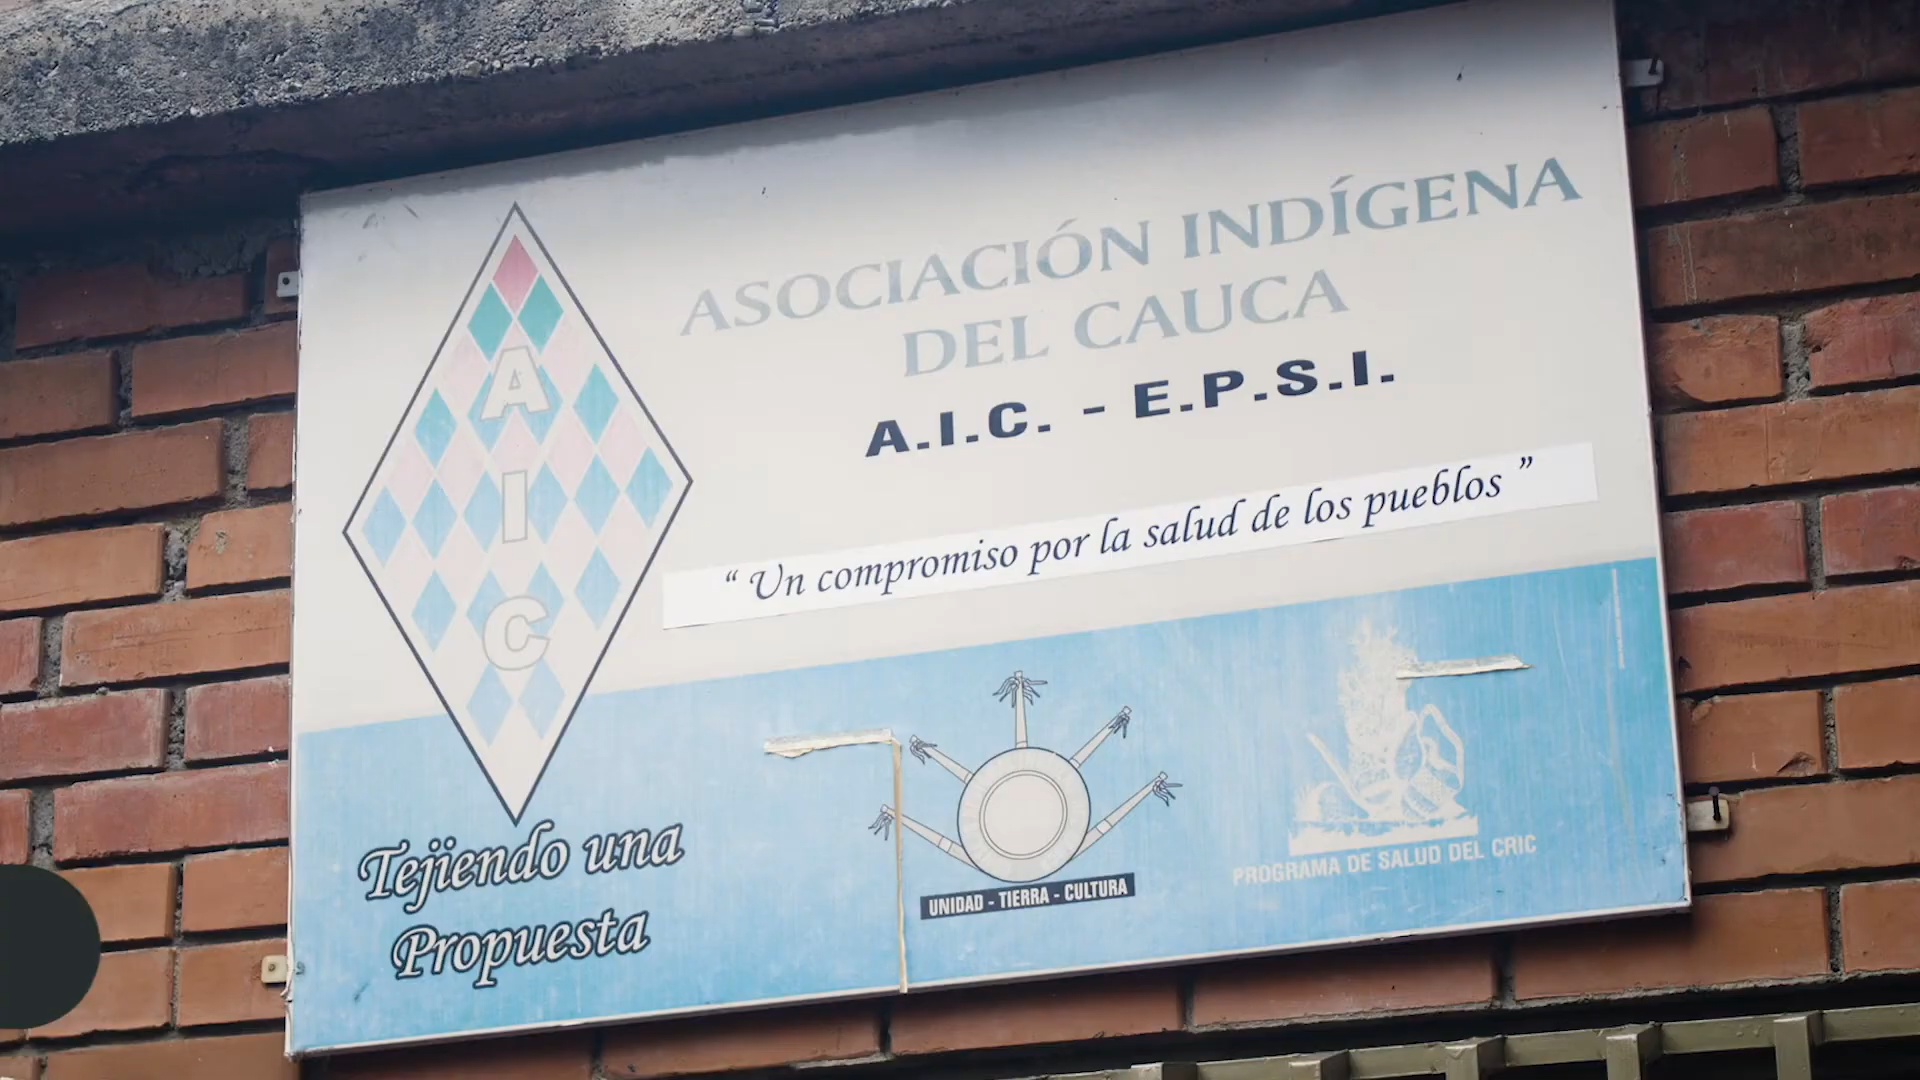 ASOCIACIÓN INDÍGENA
DEL CAUCA
A.I.C. - E.P.S.I.
“ Un compromiso por la salud de los pueblos ”
A
I
C
Tejiendo una
Propuesta
UNIDAD - TIERRA - CULTURA
PROGRAMA DE SALUD DEL CRIC